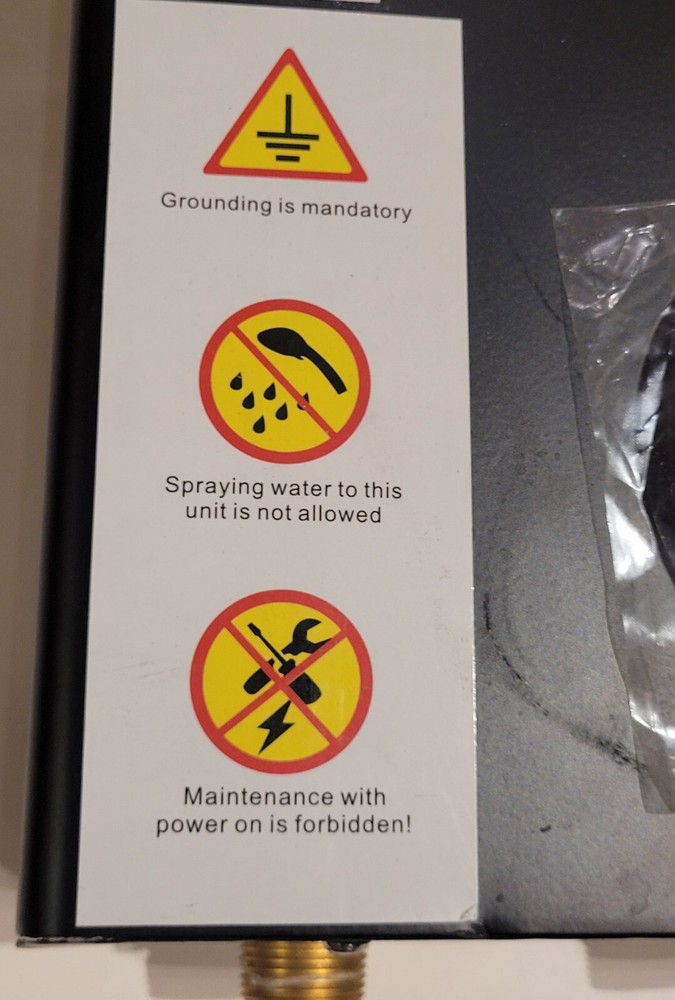 Grounding is mandatory
Spraying water to this
unit is not allowed
Maintenance with
power on is forbidden!